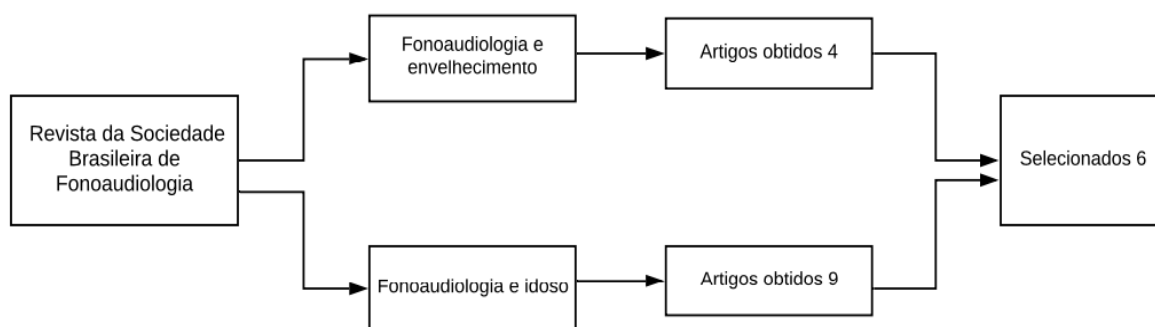 Revista da Sociedade
Brasileira de
Fonoaudiologia
Fonoaudiologia e
envelhecimento
Artigos obtidos 4
Fonoaudiologia e idoso
Artigos obtidos 9
Selecionados 6